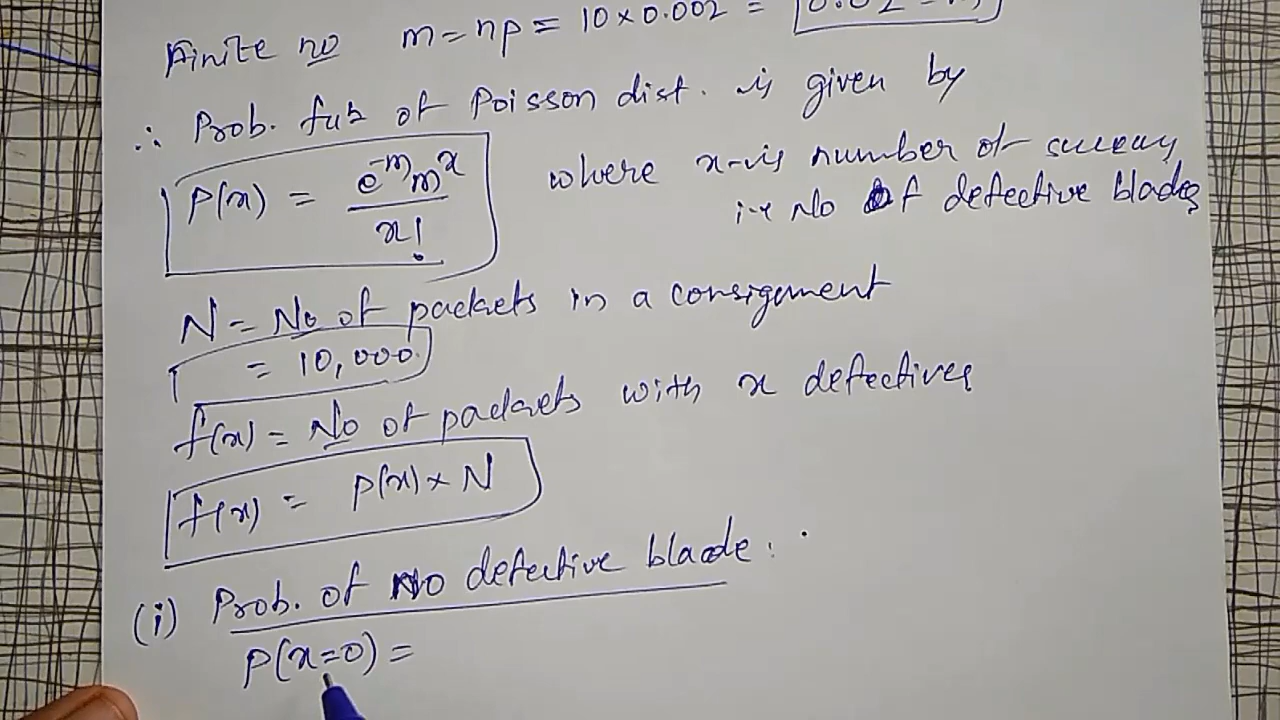 Finite no m = np = 10 × 0.002 = 0.02 = m
∴ Prob. fun of Poisson dist. is given by
P(x) = e^-m m^x / x! where x-is number of success
i.e No of defective blades
N = No of packets in a consignment
= 10,000.
f(x) = No of packets with x defectives
f(x) = P(x) × N
(i) Prob. of No defective blade.
P(x=0) =